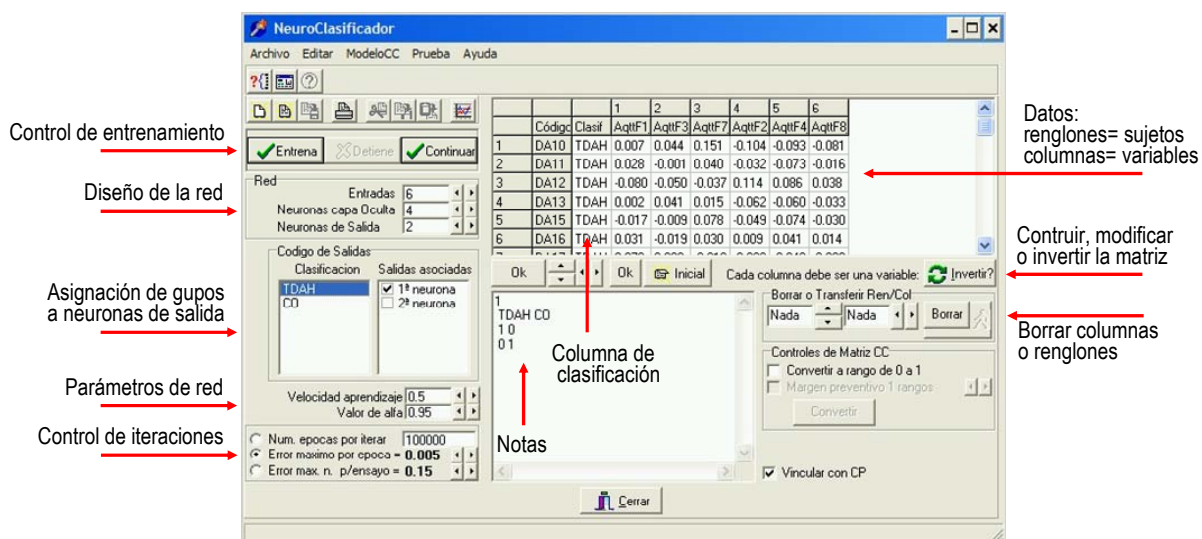 NeuroClasificador
Archivo Editar ModeloCC Prueba Ayuda
Control de entrenamiento
Entrena Detiene Continuar
Diseño de la red
Red
Entradas 6
Neuronas capa Oculta 4
Neuronas de Salida 2
Asignación de gupos
a neuronas de salida
Codigo de Salidas
Clasificacion Salidas asociadas
TDAH 1ª neurona
CO 2ª neurona
Parámetros de red
Velocidad aprendizaje 0.5
Valor de alfa 0.95
Control de iteraciones
Num. epocas por iterar 100000
Error maximo por epoca = 0.005
Error max. n. p/ensayo = 0.15
1 2 3 4 5 6
Código Clasif AqttF1 AqttF3 AqttF7 AqttF2 AqttF4 AqttF8
1 DA10 TDAH 0.007 0.044 0.151 -0.104 -0.093 -0.081
2 DA11 TDAH 0.028 -0.001 0.040 -0.032 -0.073 -0.016
3 DA12 TDAH -0.080 -0.050 -0.037 0.114 0.086 0.038
4 DA13 TDAH 0.002 0.041 0.015 -0.062 -0.060 -0.033
5 DA15 TDAH -0.017 -0.009 0.078 -0.049 -0.074 -0.030
6 DA16 TDAH 0.031 -0.019 0.030 0.009 0.041 0.014
Datos:
renglones= sujetos
columnas= variables
Ok Ok Inicial Cada columna debe ser una variable: Invertir?
Contruir, modificar
o invertir la matriz
1
TDAH CO
1 0
0 1
Columna de
clasificación
Notas
Borrar o Transferir Ren/Col
Nada Nada Borrar
Borrar columnas
o renglones
Controles de Matriz CC
Convertir a rango de 0 a 1
Margen preventivo 1 rangos
Convertir
Vincular con CP
Cerrar